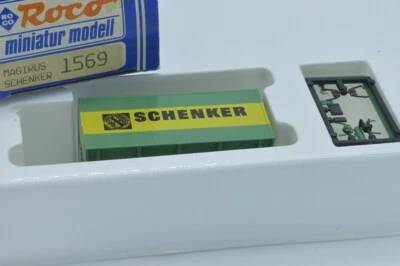 ROCO
Roco
miniatur modell
MAGIRUS
SCHENKER 1569
SCHENKER